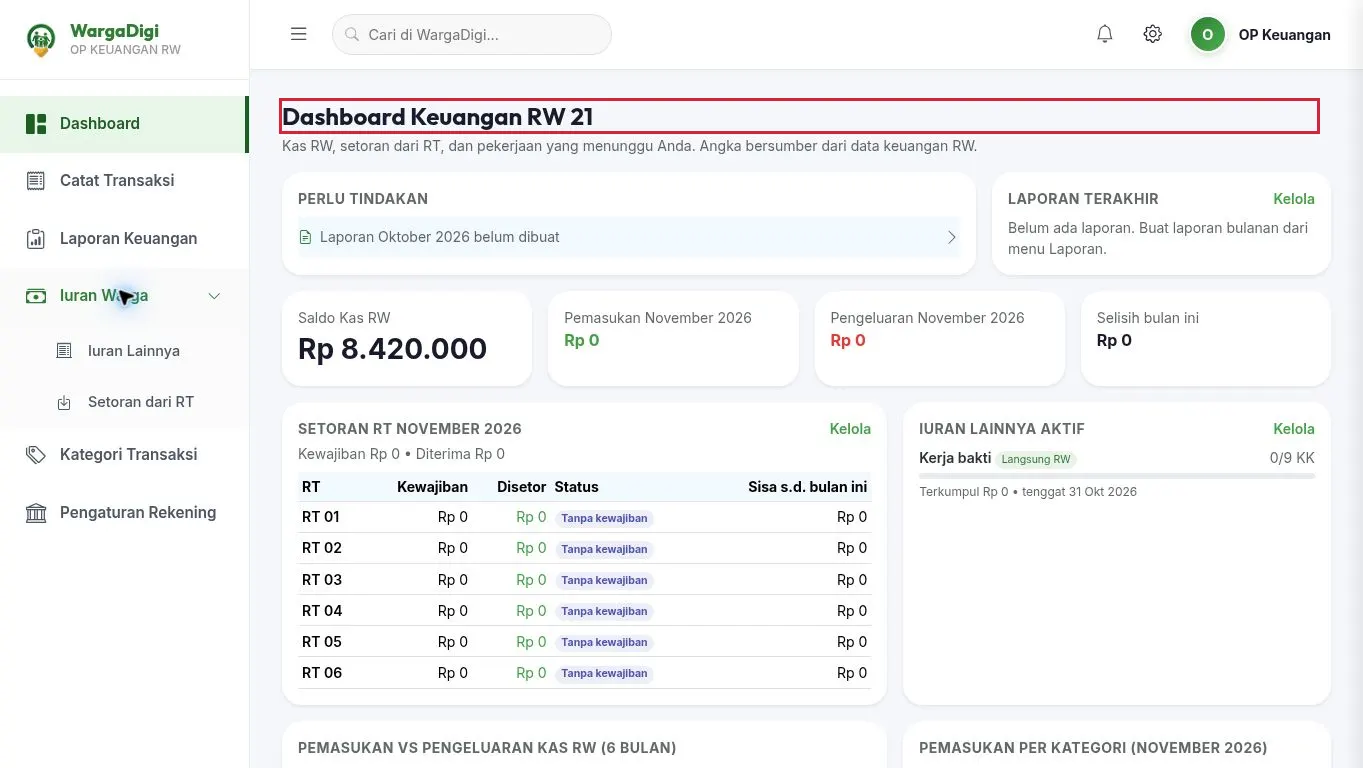 WargaDigi
OP KEUANGAN RW
Cari di WargaDigi...
O
OP Keuangan
Dashboard
Catat Transaksi
Laporan Keuangan
Iuran Warga
Iuran Lainnya
Setoran dari RT
Kategori Transaksi
Pengaturan Rekening
Dashboard Keuangan RW 21
Kas RW, setoran dari RT, dan pekerjaan yang menunggu Anda. Angka bersumber dari data keuangan RW.
PERLU TINDAKAN
Laporan Oktober 2026 belum dibuat
LAPORAN TERAKHIR Kelola
Belum ada laporan. Buat laporan bulanan dari
menu Laporan.
Saldo Kas RW
Rp 8.420.000
Pemasukan November 2026
Rp 0
Pengeluaran November 2026
Rp 0
Selisih bulan ini
Rp 0
SETORAN RT NOVEMBER 2026 Kelola
Kewajiban Rp 0 • Diterima Rp 0
RT Kewajiban Disetor Status Sisa s.d. bulan ini
RT 01 Rp 0 Rp 0 Tanpa kewajiban Rp 0
RT 02 Rp 0 Rp 0 Tanpa kewajiban Rp 0
RT 03 Rp 0 Rp 0 Tanpa kewajiban Rp 0
RT 04 Rp 0 Rp 0 Tanpa kewajiban Rp 0
RT 05 Rp 0 Rp 0 Tanpa kewajiban Rp 0
RT 06 Rp 0 Rp 0 Tanpa kewajiban Rp 0
IURAN LAINNYA AKTIF Kelola
Kerja bakti Langsung RW 0/9 KK
Terkumpul Rp 0 • tenggat 31 Okt 2026
PEMASUKAN VS PENGELUARAN KAS RW (6 BULAN)
PEMASUKAN PER KATEGORI (NOVEMBER 2026)